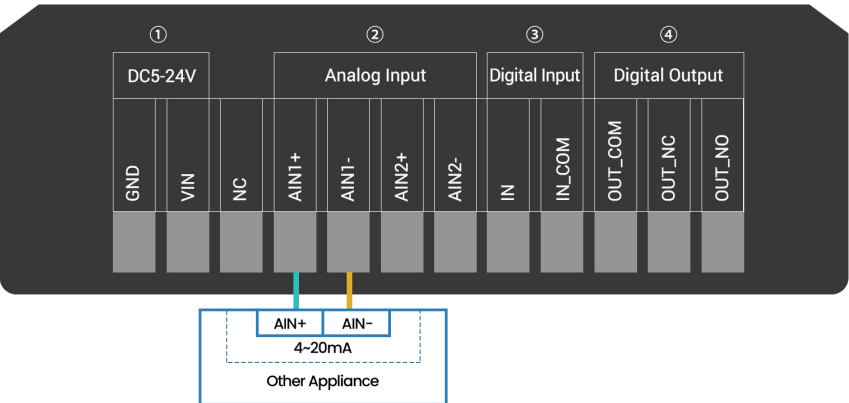 ① ② ③ ④
DC5-24V Analog Input Digital Input Digital Output
GND VIN NC AIN1+ AIN1- AIN2+ AIN2- IN IN_COM OUT_COM OUT_NC OUT_NO
AIN+ AIN-
4~20mA
Other Appliance